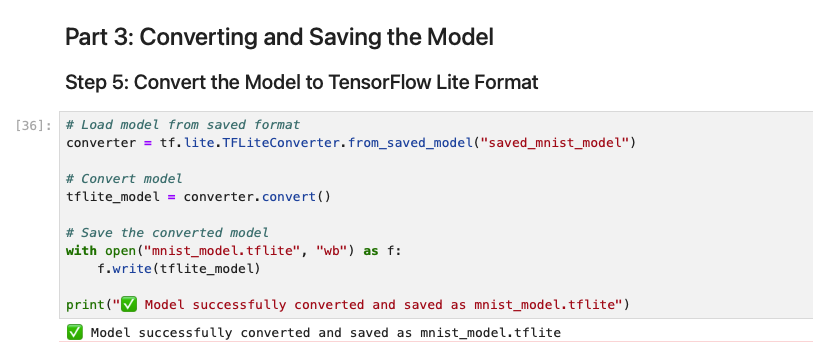 Part 3: Converting and Saving the Model
Step 5: Convert the Model to TensorFlow Lite Format
[36]:
# Load model from saved format
converter = tf.lite.TFLiteConverter.from_saved_model("saved_mnist_model")
# Convert model
tflite_model = converter.convert()
# Save the converted model
with open("mnist_model.tflite", "wb") as f:
    f.write(tflite_model)
print("✅ Model successfully converted and saved as mnist_model.tflite")
✅ Model successfully converted and saved as mnist_model.tflite